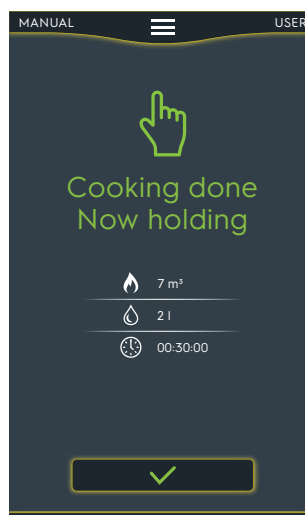 MANUAL USER
Cooking done
Now holding
7 m³
2 l
00:30:00